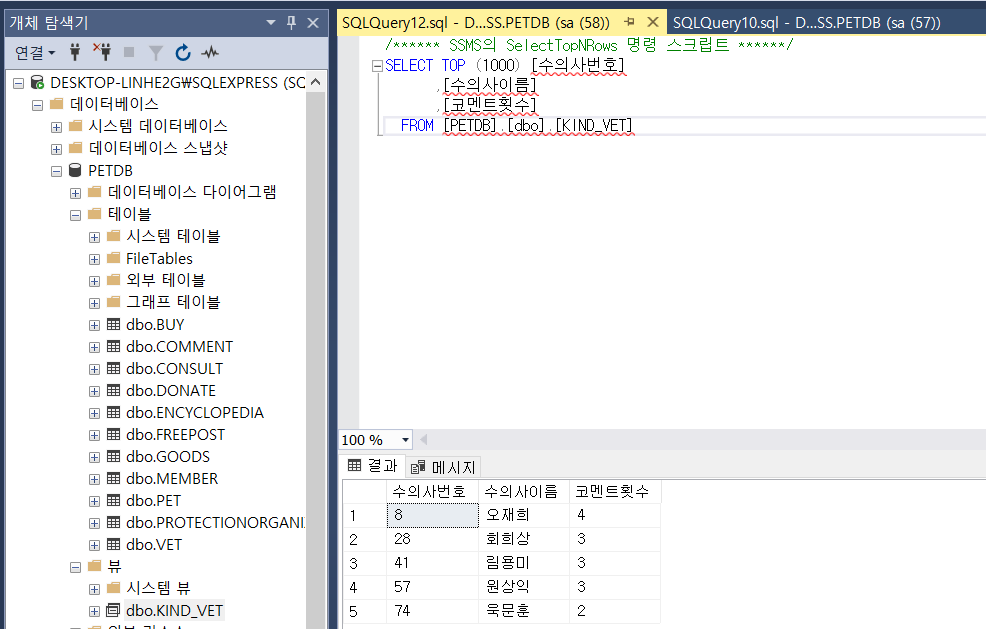 개체 탐색기
연결
DESKTOP-LINHE2G₩SQLEXPRESS (SQ
데이터베이스
시스템 데이터베이스
데이터베이스 스냅샷
PETDB
데이터베이스 다이어그램
테이블
시스템 테이블
FileTables
외부 테이블
그래프 테이블
dbo.BUY
dbo.COMMENT
dbo.CONSULT
dbo.DONATE
dbo.ENCYCLOPEDIA
dbo.FREEPOST
dbo.GOODS
dbo.MEMBER
dbo.PET
dbo.PROTECTIONORGANI
dbo.VET
뷰
시스템 뷰
dbo.KIND_VET
SQLQuery12.sql - D...SS.PETDB (sa (58)) SQLQuery10.sql - D...SS.PETDB (sa (57))
/****** SSMS의 SelectTopNRows 명령 스크립트 ******/
SELECT TOP (1000) [수의사번호]
,[수의사이름]
,[코멘트횟수]
FROM [PETDB].[dbo].[KIND_VET]
100 %
결과 메시지
수의사번호 수의사이름 코멘트횟수
1 8 오재희 4
2 28 회희상 3
3 41 림용미 3
4 57 원상익 3
5 74 욱문훈 2